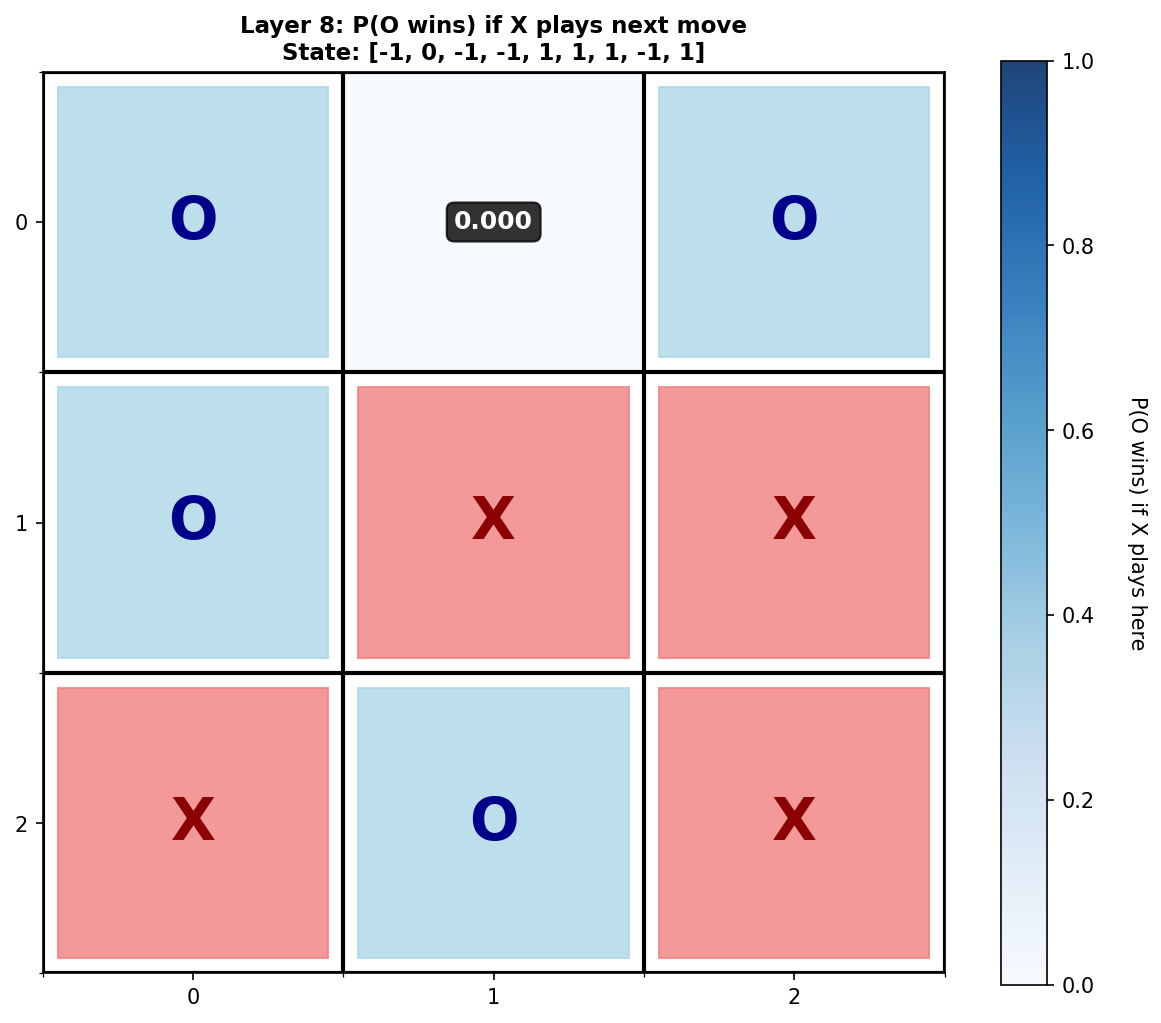 Layer 8: P(O wins) if X plays next move
State: [-1, 0, -1, -1, 1, 1, 1, -1, 1]
0
O
0.000
O
1
O
X
X
2
X
O
X
0
1
2
1.0
0.8
0.6
0.4
0.2
0.0
P(O wins) if X plays here